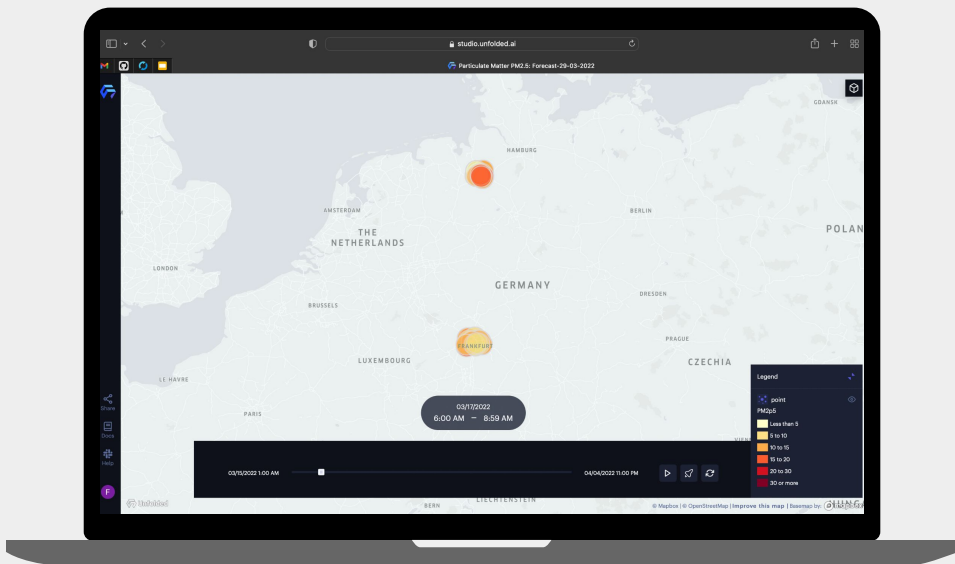 studio.unfolded.ai
Particulate Matter PM2.5: Forecast-29-03-2022
GDANSK
HAMBURG
AMSTERDAM
BERLIN
THE
NETHERLANDS
POLAN
LONDON
GERMANY
DRESDEN
BRUSSELS
PRAGUE
FRANKFURT
LUXEMBOURG
CZECHIA
LE HAVRE
Legend
point
PM2p5
Less than 5
5 to 10
10 to 15
15 to 20
20 to 30
30 or more
Share
Docs
Help
F
PARIS
03/17/2022
6:00 AM – 8:59 AM
VIEN
03/15/2022 1:00 AM
04/04/2022 11:00 PM
Unfolded
BERN
LIECHTENSTEIN
© Mapbox | © OpenStreetMap | Improve this map | Basemap by:
HUNG